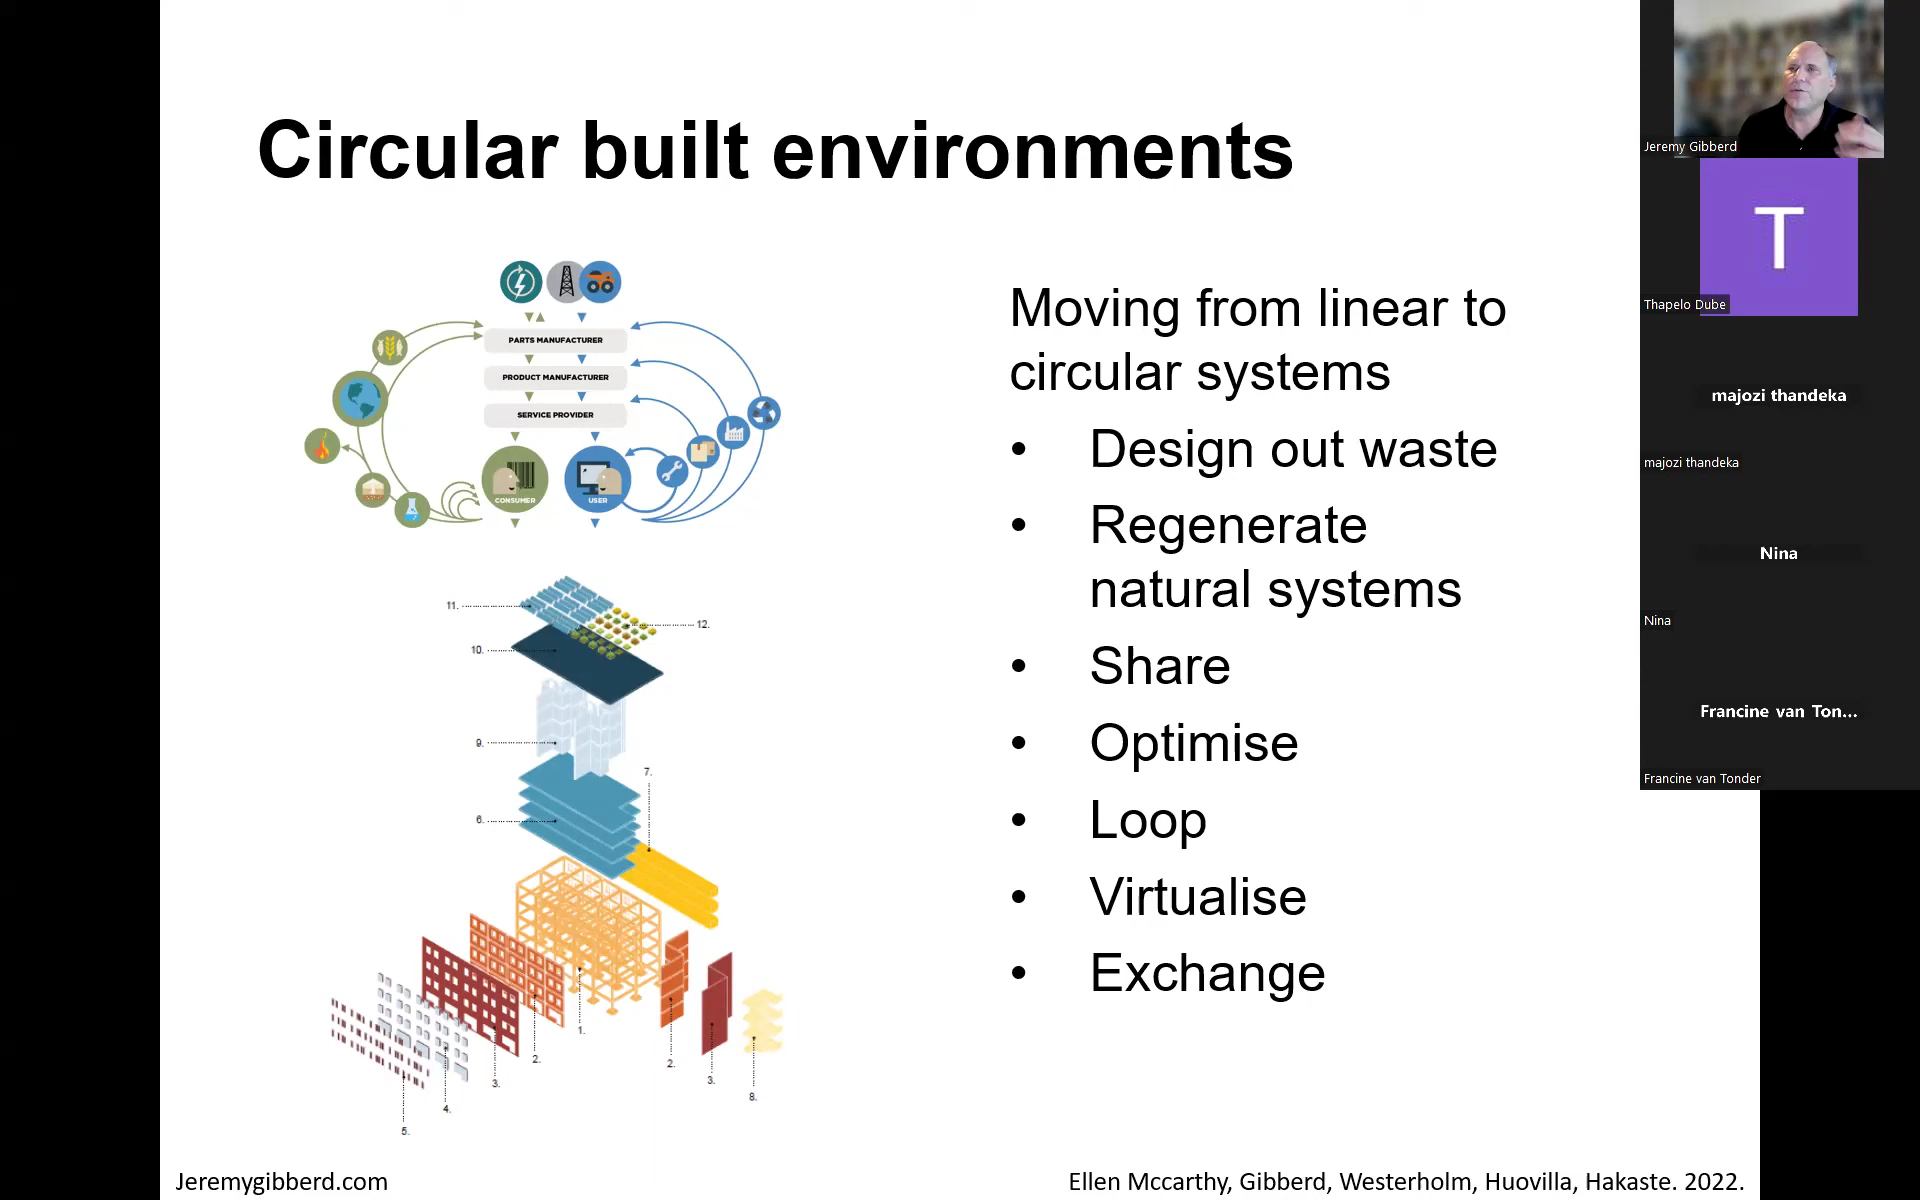 Circular built environments
PARTS MANUFACTURER
PRODUCT MANUFACTURER
SERVICE PROVIDER
CONSUMER
USER
11.
12.
10.
9.
7.
6.
1.
2.
2.
3.
3.
8.
4.
5.
Moving from linear to
circular systems
• Design out waste
• Regenerate
natural systems
• Share
• Optimise
• Loop
• Virtualise
• Exchange
Jeremygibberd.com
Ellen Mccarthy, Gibberd, Westerholm, Huovilla, Hakaste. 2022.
Jeremy Gibberd
T
Thapelo Dube
majozi thandeka
majozi thandeka
Nina
Nina
Francine van Ton...
Francine van Tonder